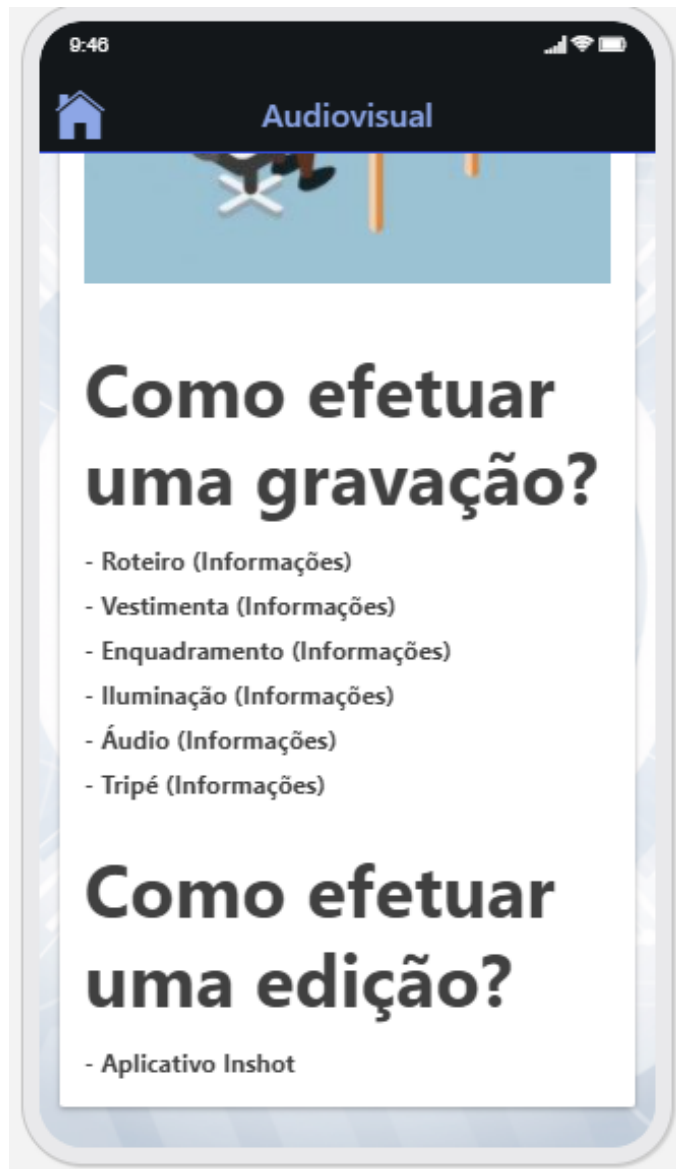 9:46
Audiovisual
Como efetuar
uma gravação?
- Roteiro (Informações)
- Vestimenta (Informações)
- Enquadramento (Informações)
- Iluminação (Informações)
- Áudio (Informações)
- Tripé (Informações)
Como efetuar
uma edição?
- Aplicativo Inshot